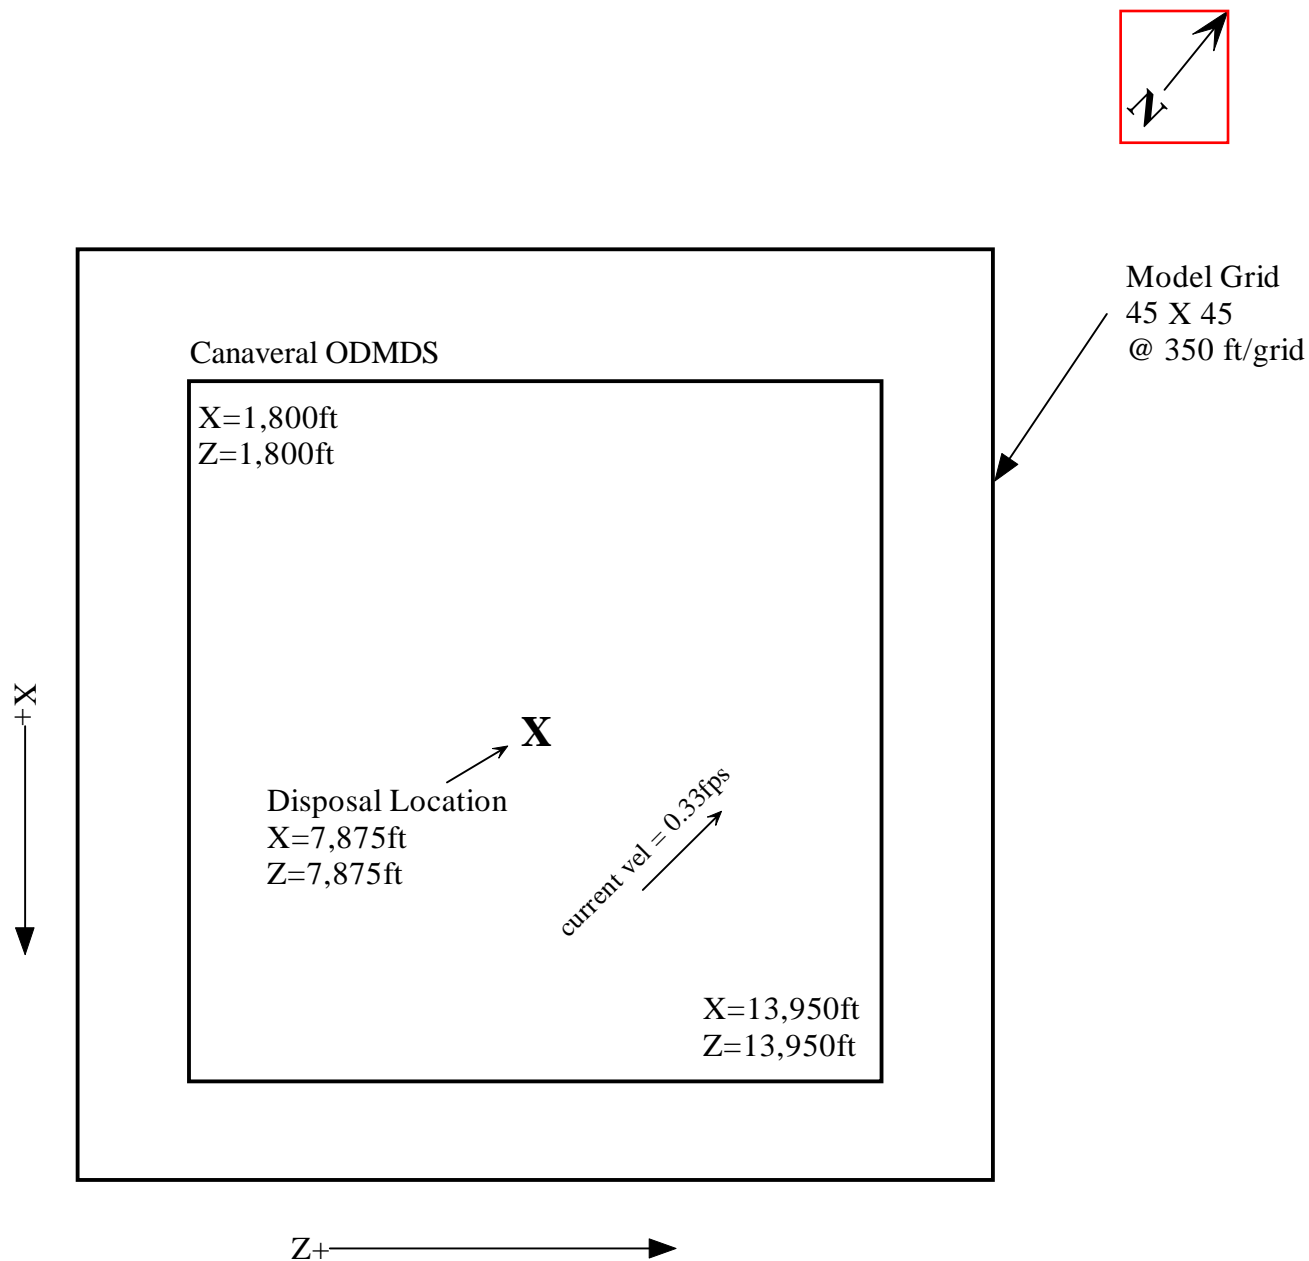 N
Model Grid
45 X 45
@ 350 ft/grid
Canaveral ODMDS
X=1,800ft
Z=1,800ft
+X
X
Disposal Location
X=7,875ft
Z=7,875ft
current vel = 0.33fps
X=13,950ft
Z=13,950ft
Z+